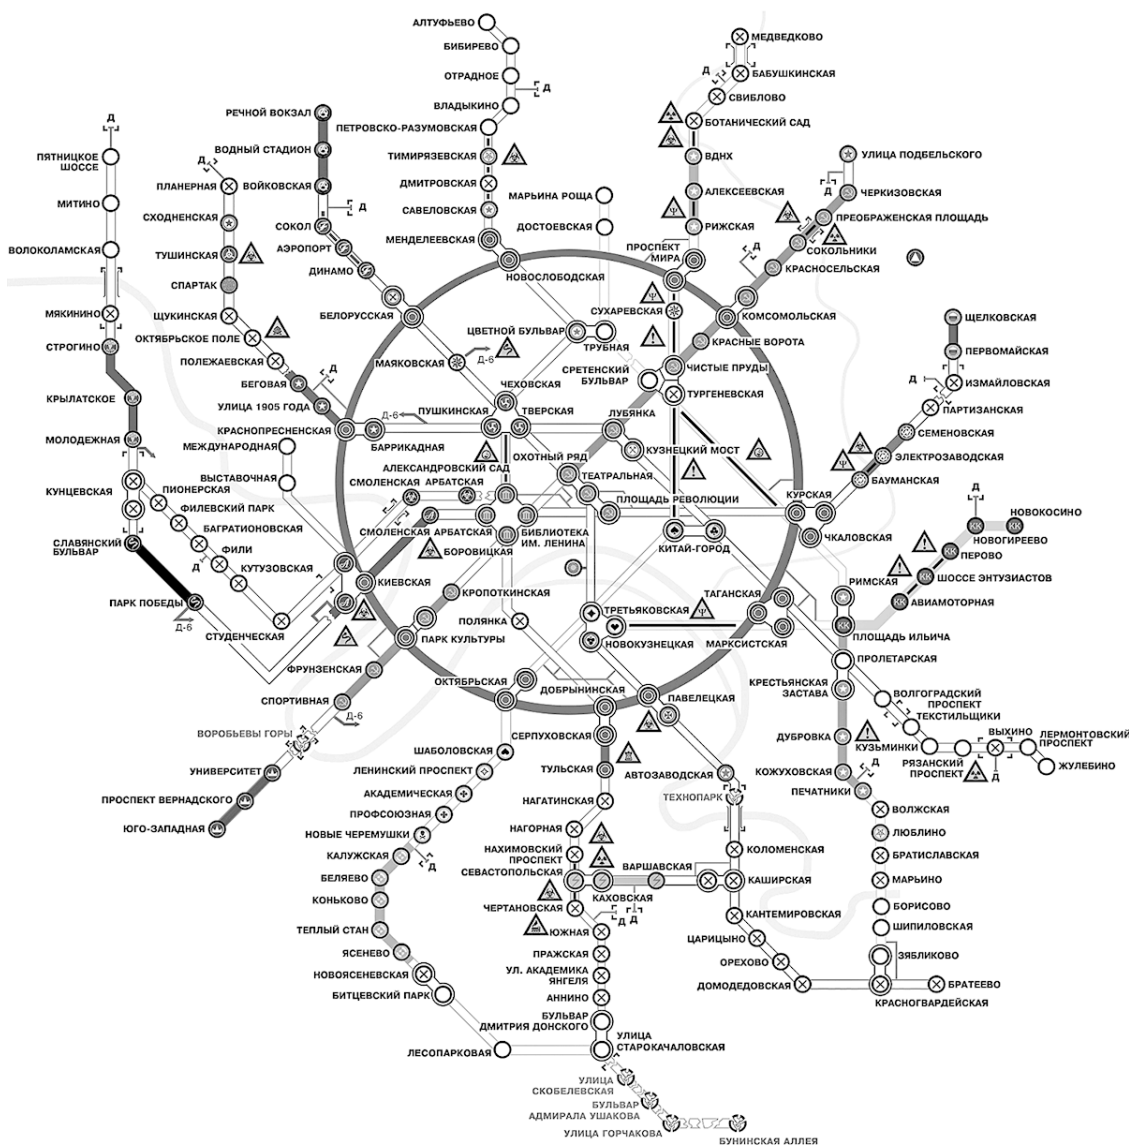 АЛТУФЬЕВО
БИБИРЕВО
ОТРАДНОЕ
Д
ВЛАДЫКИНО
ПЕТРОВСКО-РАЗУМОВСКАЯ
ТИМИРЯЗЕВСКАЯ
ДМИТРОВСКАЯ
САВЕЛОВСКАЯ
МЕНДЕЛЕЕВСКАЯ
НОВОСЛОБОДСКАЯ
МЕДВЕДКОВО
Д
БАБУШКИНСКАЯ
СВИБЛОВО
БОТАНИЧЕСКИЙ САД
ВДНХ
АЛЕКСЕЕВСКАЯ
РИЖСКАЯ
ПРОСПЕКТ
МИРА
СУХАРЕВСКАЯ
МАРЬИНА РОЩА
ДОСТОЕВСКАЯ
РЕЧНОЙ ВОКЗАЛ
ВОДНЫЙ СТАДИОН
ВОЙКОВСКАЯ
Д
СОКОЛ
АЭРОПОРТ
ДИНАМО
БЕЛОРУССКАЯ
МАЯКОВСКАЯ
Д-6
Д
ПЯТНИЦКОЕ
ШОССЕ
МИТИНО
ВОЛОКОЛАМСКАЯ
МЯКИНИНО
СТРОГИНО
КРЫЛАТСКОЕ
МОЛОДЕЖНАЯ
КУНЦЕВСКАЯ
СЛАВЯНСКИЙ
БУЛЬВАР
ПАРК ПОБЕДЫ
Д-6
Д
ПЛАНЕРНАЯ
СХОДНЕНСКАЯ
ТУШИНСКАЯ
СПАРТАК
ЩУКИНСКАЯ
ОКТЯБРЬСКОЕ ПОЛЕ
ПОЛЕЖАЕВСКАЯ
Д
БЕГОВАЯ
УЛИЦА 1905 ГОДА
КРАСНОПРЕСНЕНСКАЯ
БАРРИКАДНАЯ
Д-6
МЕЖДУНАРОДНАЯ
ВЫСТАВОЧНАЯ
ПИОНЕРСКАЯ
ФИЛЕВСКИЙ ПАРК
БАГРАТИОНОВСКАЯ
ФИЛИ
Д
КУТУЗОВСКАЯ
СТУДЕНЧЕСКАЯ
УЛИЦА ПОДБЕЛЬСКОГО
Д
ЧЕРКИЗОВСКАЯ
ПРЕОБРАЖЕНСКАЯ ПЛОЩАДЬ
СОКОЛЬНИКИ
Д
КРАСНОСЕЛЬСКАЯ
КОМСОМОЛЬСКАЯ
КРАСНЫЕ ВОРОТА
ЧИСТЫЕ ПРУДЫ
ТУРГЕНЕВСКАЯ
ЦВЕТНОЙ БУЛЬВАР
ТРУБНАЯ
СРЕТЕНСКИЙ
БУЛЬВАР
ЧЕХОВСКАЯ
ПУШКИНСКАЯ
ТВЕРСКАЯ
ЛУБЯНКА
КУЗНЕЦКИЙ МОСТ
ОХОТНЫЙ РЯД
ТЕАТРАЛЬНАЯ
ПЛОЩАДЬ РЕВОЛЮЦИИ
АЛЕКСАНДРОВСКИЙ САД
СМОЛЕНСКАЯ
АРБАТСКАЯ
СМОЛЕНСКАЯ
АРБАТСКАЯ
БИБЛИОТЕКА
ИМ. ЛЕНИНА
БОРОВИЦКАЯ
КИТАЙ-ГОРОД
КИЕВСКАЯ
КРОПОТКИНСКАЯ
ПОЛЯНКА
ПАРК КУЛЬТУРЫ
ЩЕЛКОВСКАЯ
ПЕРВОМАЙСКАЯ
Д
ИЗМАЙЛОВСКАЯ
ПАРТИЗАНСКАЯ
СЕМЕНОВСКАЯ
ЭЛЕКТРОЗАВОДСКАЯ
БАУМАНСКАЯ
КУРСКАЯ
ЧКАЛОВСКАЯ
Д
НОВОКОСИНО
НОВОГИРЕЕВО
ПЕРОВО
ШОССЕ ЭНТУЗИАСТОВ
АВИАМОТОРНАЯ
РИМСКАЯ
ПЛОЩАДЬ ИЛЬИЧА
ТАГАНСКАЯ
МАРКСИСТСКАЯ
ТРЕТЬЯКОВСКАЯ
НОВОКУЗНЕЦКАЯ
ПРОЛЕТАРСКАЯ
КРЕСТЬЯНСКАЯ
ЗАСТАВА
ВОЛГОГРАДСКИЙ
ПРОСПЕКТ
ТЕКСТИЛЬЩИКИ
КУЗЬМИНКИ
РЯЗАНСКИЙ
ПРОСПЕКТ
ВЫХИНО
Д
ЛЕРМОНТОВСКИЙ
ПРОСПЕКТ
ЖУЛЕБИНО
ДУБРОВКА
КОЖУХОВСКАЯ
Д
ПЕЧАТНИКИ
ВОЛЖСКАЯ
ЛЮБЛИНО
БРАТИСЛАВСКАЯ
МАРЬИНО
БОРИСОВО
ШИПИЛОВСКАЯ
ЗЯБЛИКОВО
БРАТЕЕВО
КРАСНОГВАРДЕЙСКАЯ
ДОМОДЕДОВСКАЯ
ОРЕХОВО
ЦАРИЦЫНО
КАНТЕМИРОВСКАЯ
КАШИРСКАЯ
КОЛОМЕНСКАЯ
ТЕХНОПАРК
АВТОЗАВОДСКАЯ
ПАВЕЛЕЦКАЯ
ВАРШАВСКАЯ
КАХОВСКАЯ
Д
Д
ФРУНЗЕНСКАЯ
СПОРТИВНАЯ
Д-6
ВОРОБЬЕВЫ ГОРЫ
УНИВЕРСИТЕТ
ПРОСПЕКТ ВЕРНАДСКОГО
ЮГО-ЗАПАДНАЯ
ОКТЯБРЬСКАЯ
ДОБРЫНИНСКАЯ
СЕРПУХОВСКАЯ
ТУЛЬСКАЯ
НАГАТИНСКАЯ
НАГОРНАЯ
НАХИМОВСКИЙ
ПРОСПЕКТ
СЕВАСТОПОЛЬСКАЯ
ЧЕРТАНОВСКАЯ
ЮЖНАЯ
ПРАЖСКАЯ
УЛ. АКАДЕМИКА
ЯНГЕЛЯ
АННИНО
БУЛЬВАР
ДМИТРИЯ ДОНСКОГО
УЛИЦА
СТАРОКАЧАЛОВСКАЯ
ШАБОЛОВСКАЯ
ЛЕНИНСКИЙ ПРОСПЕКТ
АКАДЕМИЧЕСКАЯ
ПРОФСОЮЗНАЯ
НОВЫЕ ЧЕРЕМУШКИ
Д
КАЛУЖСКАЯ
БЕЛЯЕВО
КОНЬКОВО
ТЕПЛЫЙ СТАН
ЯСЕНЕВО
НОВОЯСЕНЕВСКАЯ
БИТЦЕВСКИЙ ПАРК
ЛЕСОПАРКОВАЯ
УЛИЦА
СКОБЕЛЕВСКАЯ
БУЛЬВАР
АДМИРАЛА УШАКОВА
УЛИЦА ГОРЧАКОВА
БУНИНСКАЯ АЛЛЕЯ